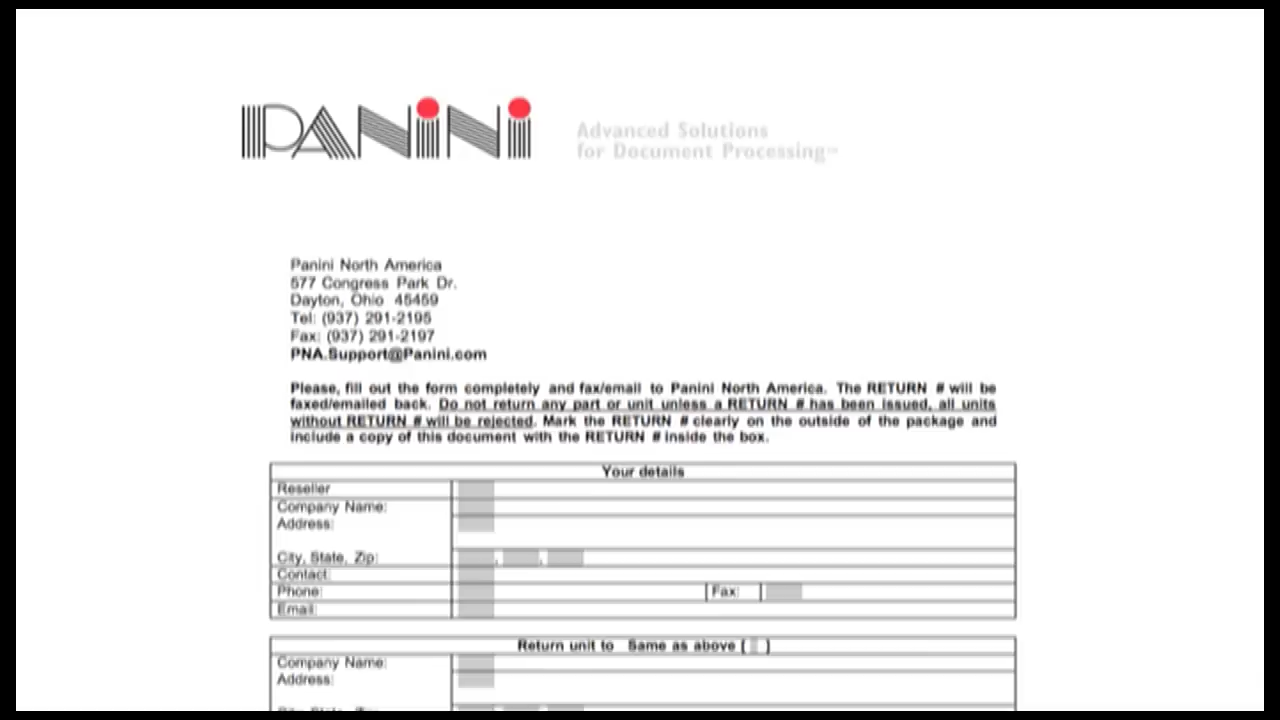 PANINI
Advanced Solutions
for Document Processing™
Panini North America
577 Congress Park Dr.
Dayton, Ohio 45459
Tel: (937) 291-2195
Fax: (937) 291-2197
PNA.Support@Panini.com
Please, fill out the form completely and fax/email to Panini North America. The RETURN # will be
faxed/emailed back. Do not return any part or unit unless a RETURN # has been issued, all units
without RETURN # will be rejected. Mark the RETURN # clearly on the outside of the package and
include a copy of this document with the RETURN # inside the box.
Your details
Reseller
Company Name:
Address:
City, State, Zip: , ,
Contact:
Phone: Fax:
Email:
Return unit to Same as above [ ]
Company Name:
Address: